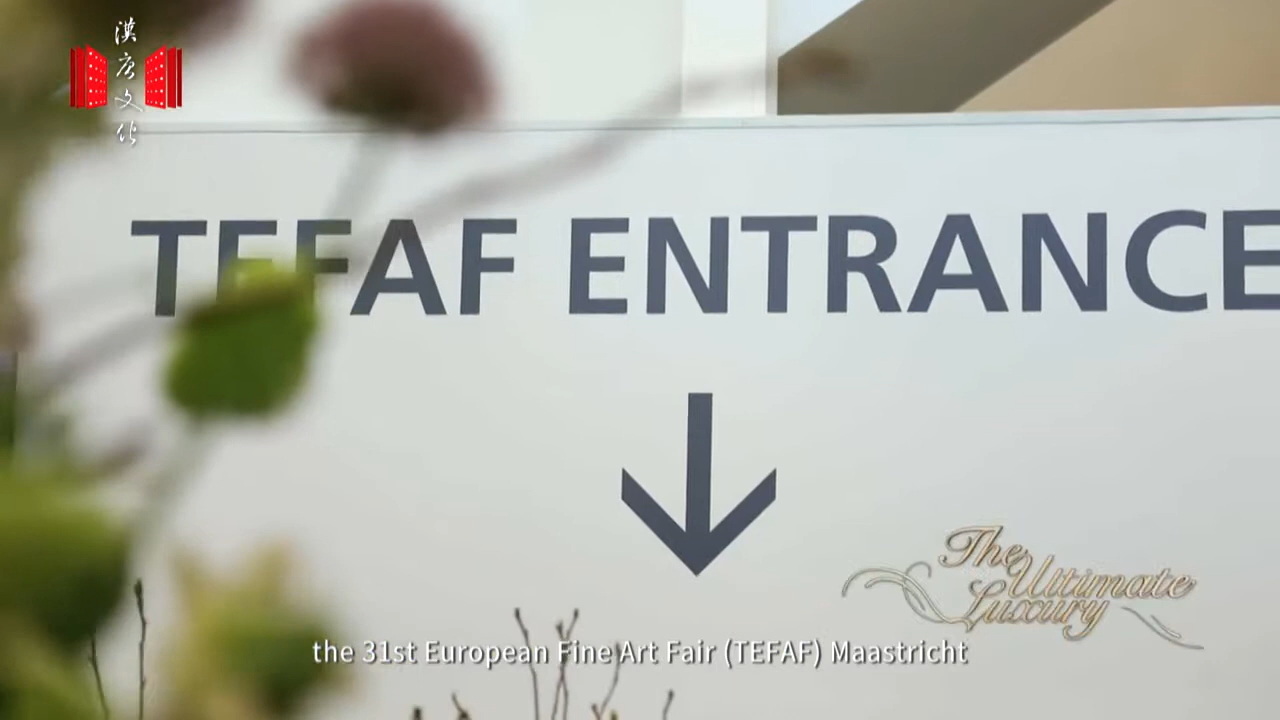 漢唐文化
TEFAF ENTRANCE
The
Ultimate
Luxury
the 31st European Fine Art Fair (TEFAF) Maastricht